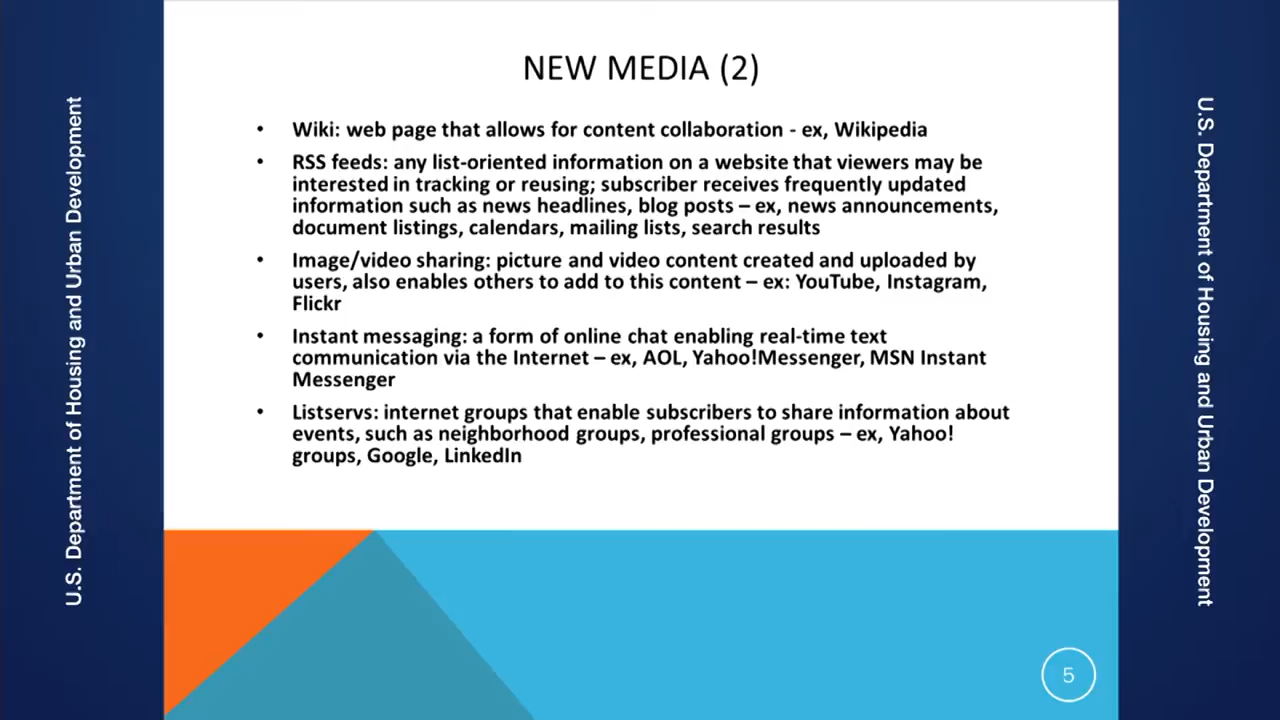 U.S. Department of Housing and Urban Development
NEW MEDIA (2)
• Wiki: web page that allows for content collaboration - ex, Wikipedia
• RSS feeds: any list-oriented information on a website that viewers may be
interested in tracking or reusing; subscriber receives frequently updated
information such as news headlines, blog posts – ex, news announcements,
document listings, calendars, mailing lists, search results
• Image/video sharing: picture and video content created and uploaded by
users, also enables others to add to this content – ex: YouTube, Instagram,
Flickr
• Instant messaging: a form of online chat enabling real-time text
communication via the Internet – ex, AOL, Yahoo!Messenger, MSN Instant
Messenger
• Listservs: internet groups that enable subscribers to share information about
events, such as neighborhood groups, professional groups – ex, Yahoo!
groups, Google, LinkedIn
5
U.S. Department of Housing and Urban Development